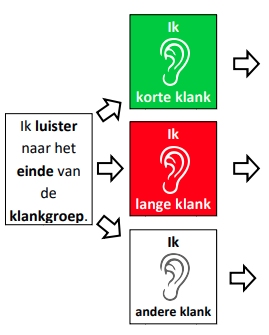 Ik luister
naar het
einde van
de
klankgroep.
Ik
korte klank
Ik
lange klank
Ik
andere klank